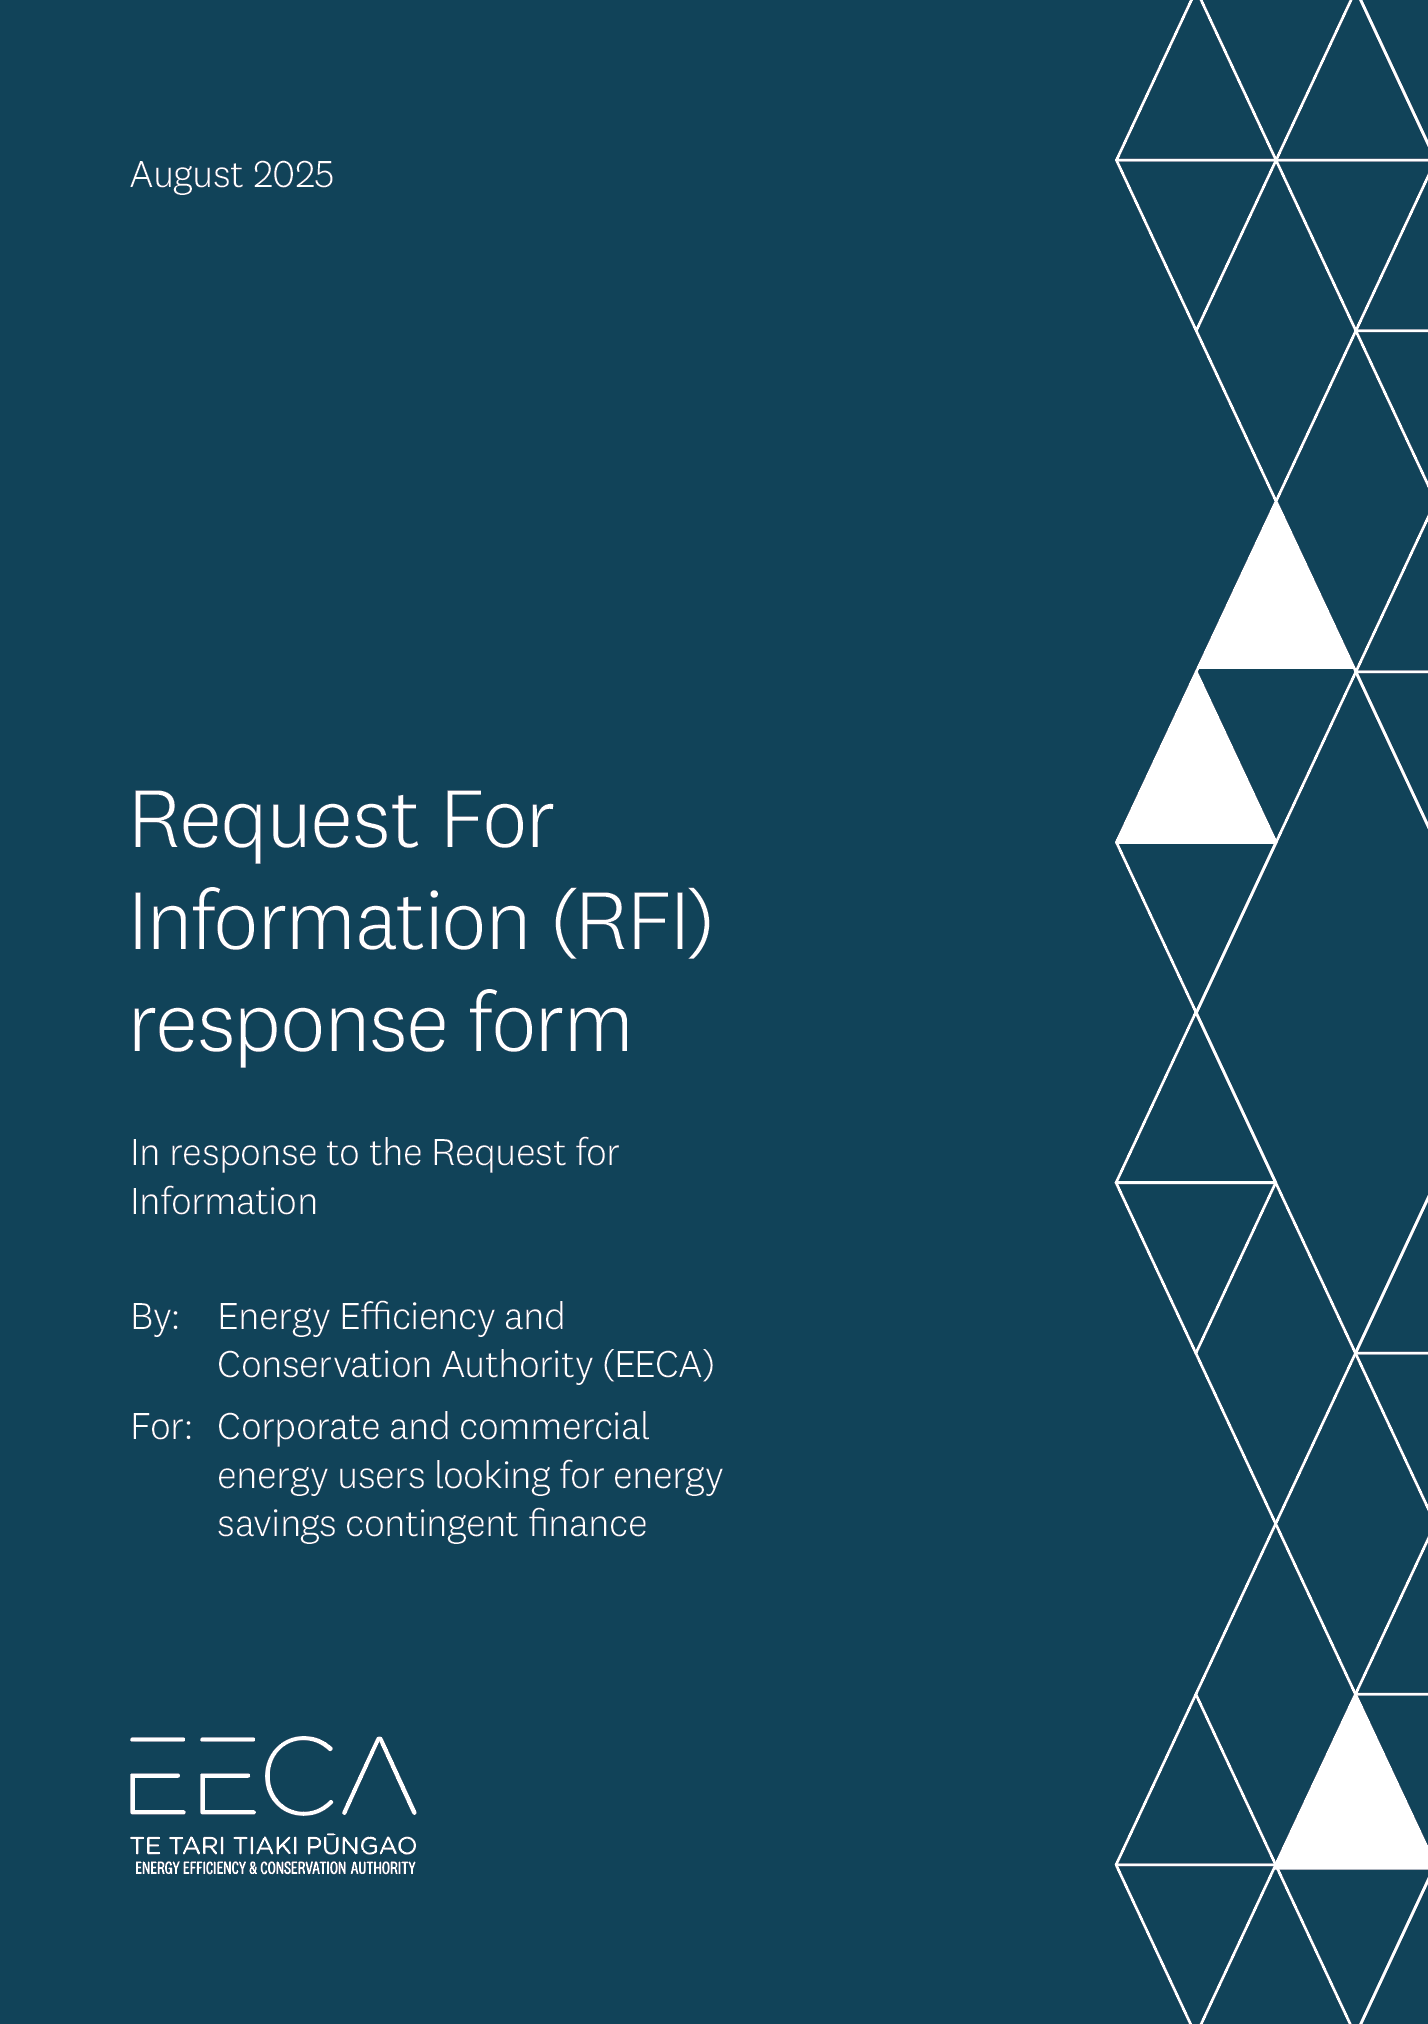 August 2025
Request For
Information (RFI)
response form
In response to the Request for
Information
By: Energy Efficiency and
Conservation Authority (EECA)
For: Corporate and commercial
energy users looking for energy
savings contingent finance
EECA
TE TARI TIAKI PŪNGAO
ENERGY EFFICIENCY & CONSERVATION AUTHORITY